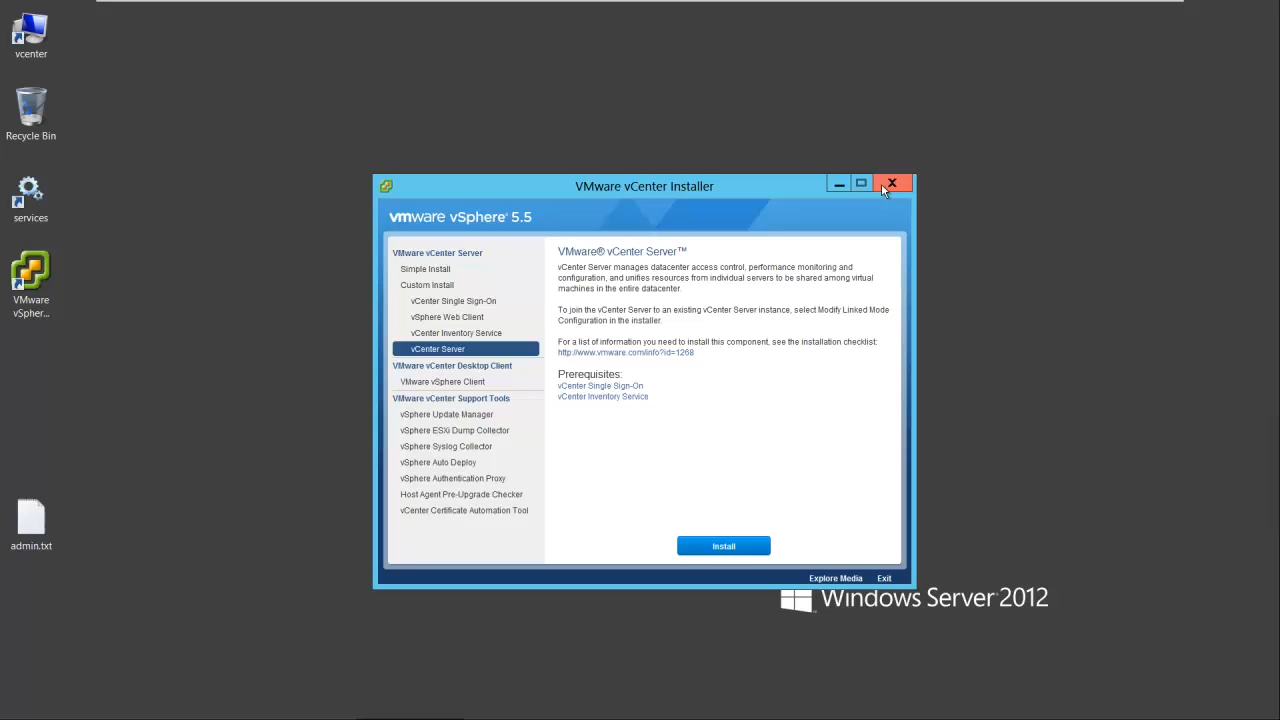 vcenter
Recycle Bin
services
VMware
vSpher...
admin.txt
VMware vCenter Installer
vmware vSphere® 5.5
VMware vCenter Server
Simple Install
Custom Install
vCenter Single Sign-On
vSphere Web Client
vCenter Inventory Service
vCenter Server
VMware vCenter Desktop Client
VMware vSphere Client
VMware vCenter Support Tools
vSphere Update Manager
vSphere ESXi Dump Collector
vSphere Syslog Collector
vSphere Auto Deploy
vSphere Authentication Proxy
Host Agent Pre-Upgrade Checker
vCenter Certificate Automation Tool
VMware® vCenter Server™
vCenter Server manages datacenter access control, performance monitoring and
configuration, and unifies resources from individual servers to be shared among virtual
machines in the entire datacenter.
To join the vCenter Server to an existing vCenter Server instance, select Modify Linked Mode
Configuration in the installer.
For a list of information you need to install this component, see the installation checklist:
http://www.vmware.com/info?id=1268
Prerequisites:
vCenter Single Sign-On
vCenter Inventory Service
Install
Explore Media Exit
Windows Server 2012